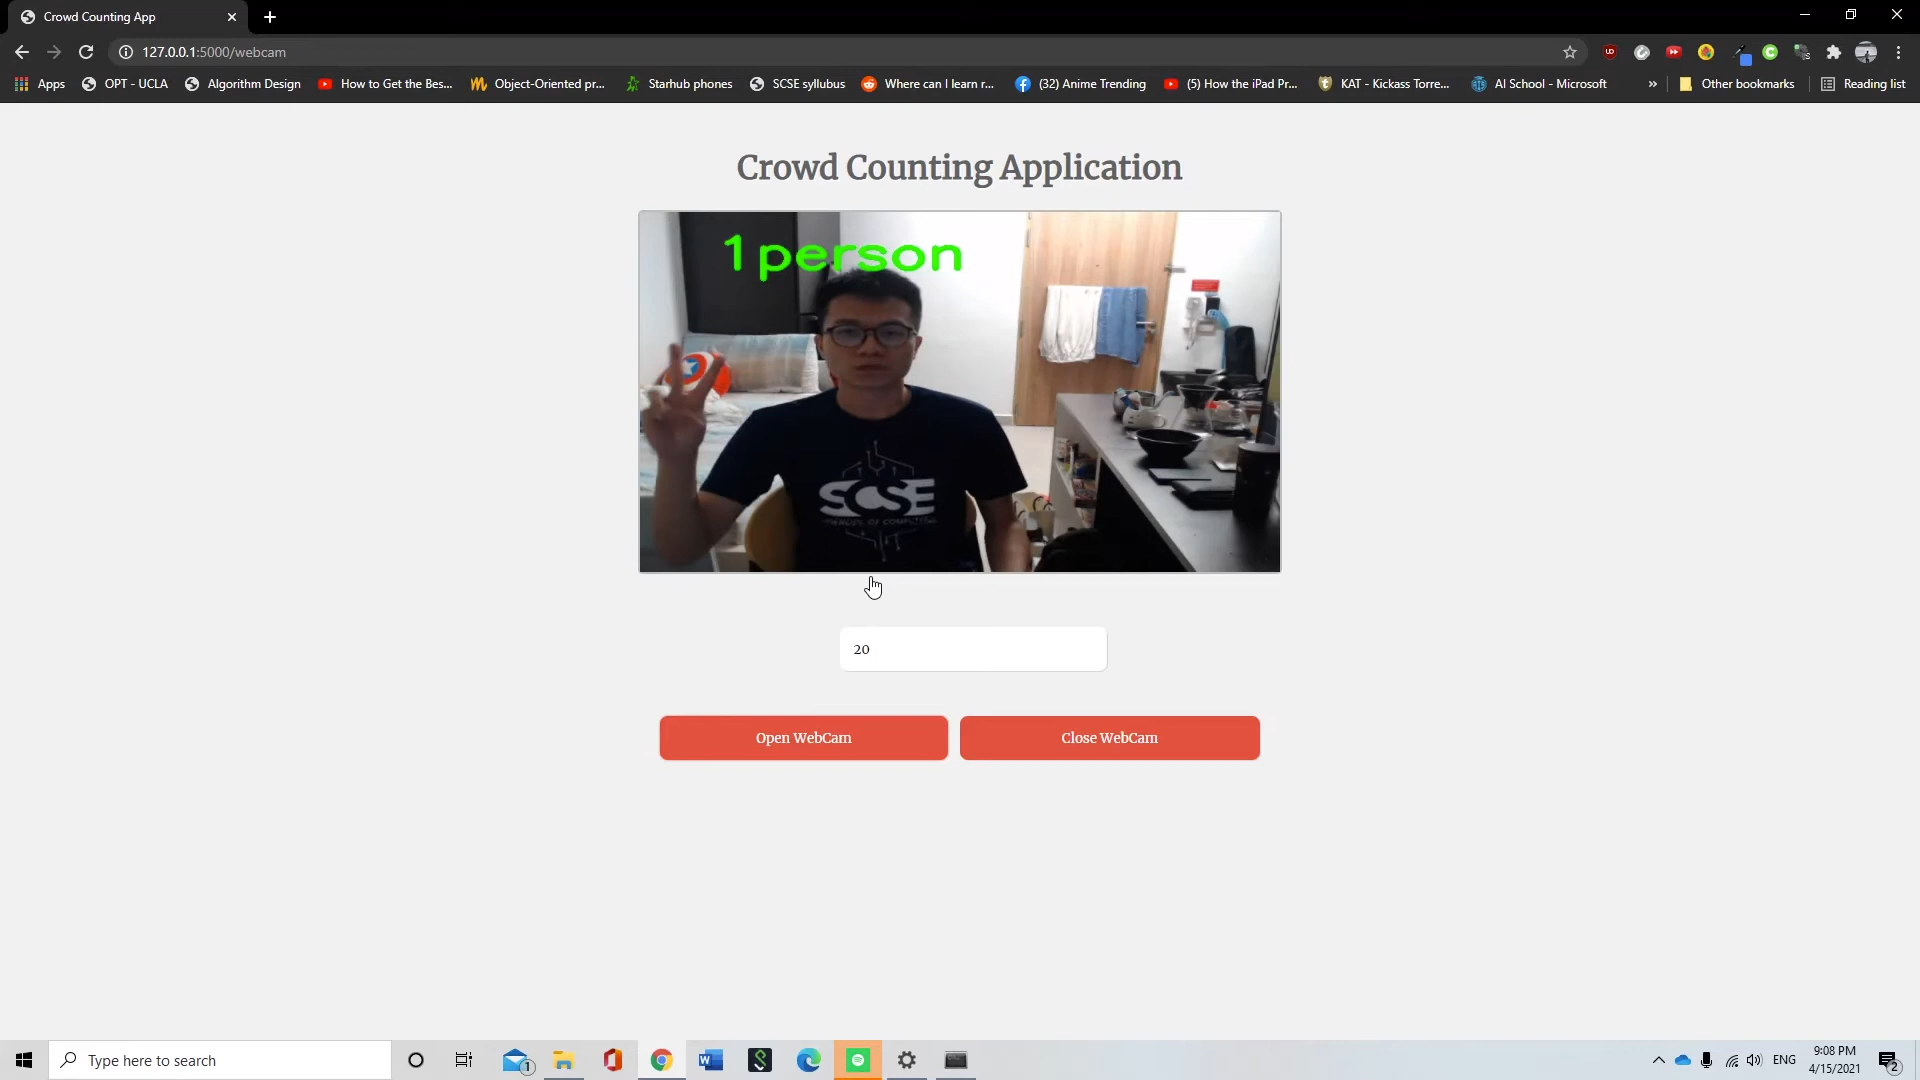 Crowd Counting App
127.0.0.1:5000/webcam
Apps
OPT - UCLA
Algorithm Design
How to Get the Bes...
Object-Oriented pr...
Starhub phones
SCSE syllubus
Where can I learn r...
(32) Anime Trending
(5) How the iPad Pr...
KAT - Kickass Torre...
AI School - Microsoft
»
Other bookmarks
Reading list
Crowd Counting Application
1 person
SCSE
20
Open WebCam
Close WebCam
Type here to search
1
ENG
9:08 PM
4/15/2021
2